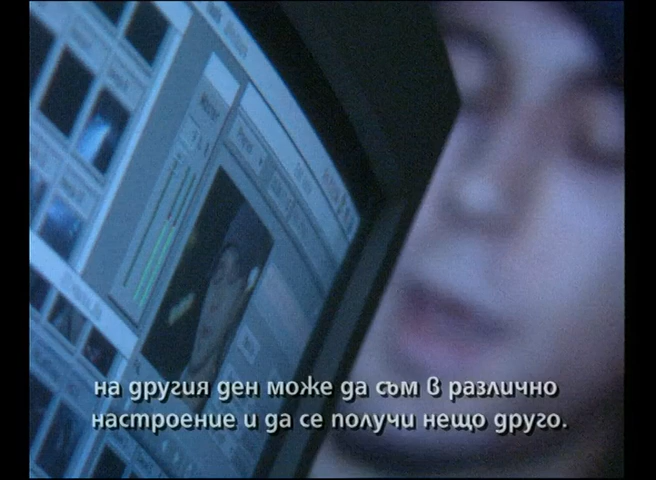 на другия ден може да съм в различно
настроение и да се получи нещо друго.